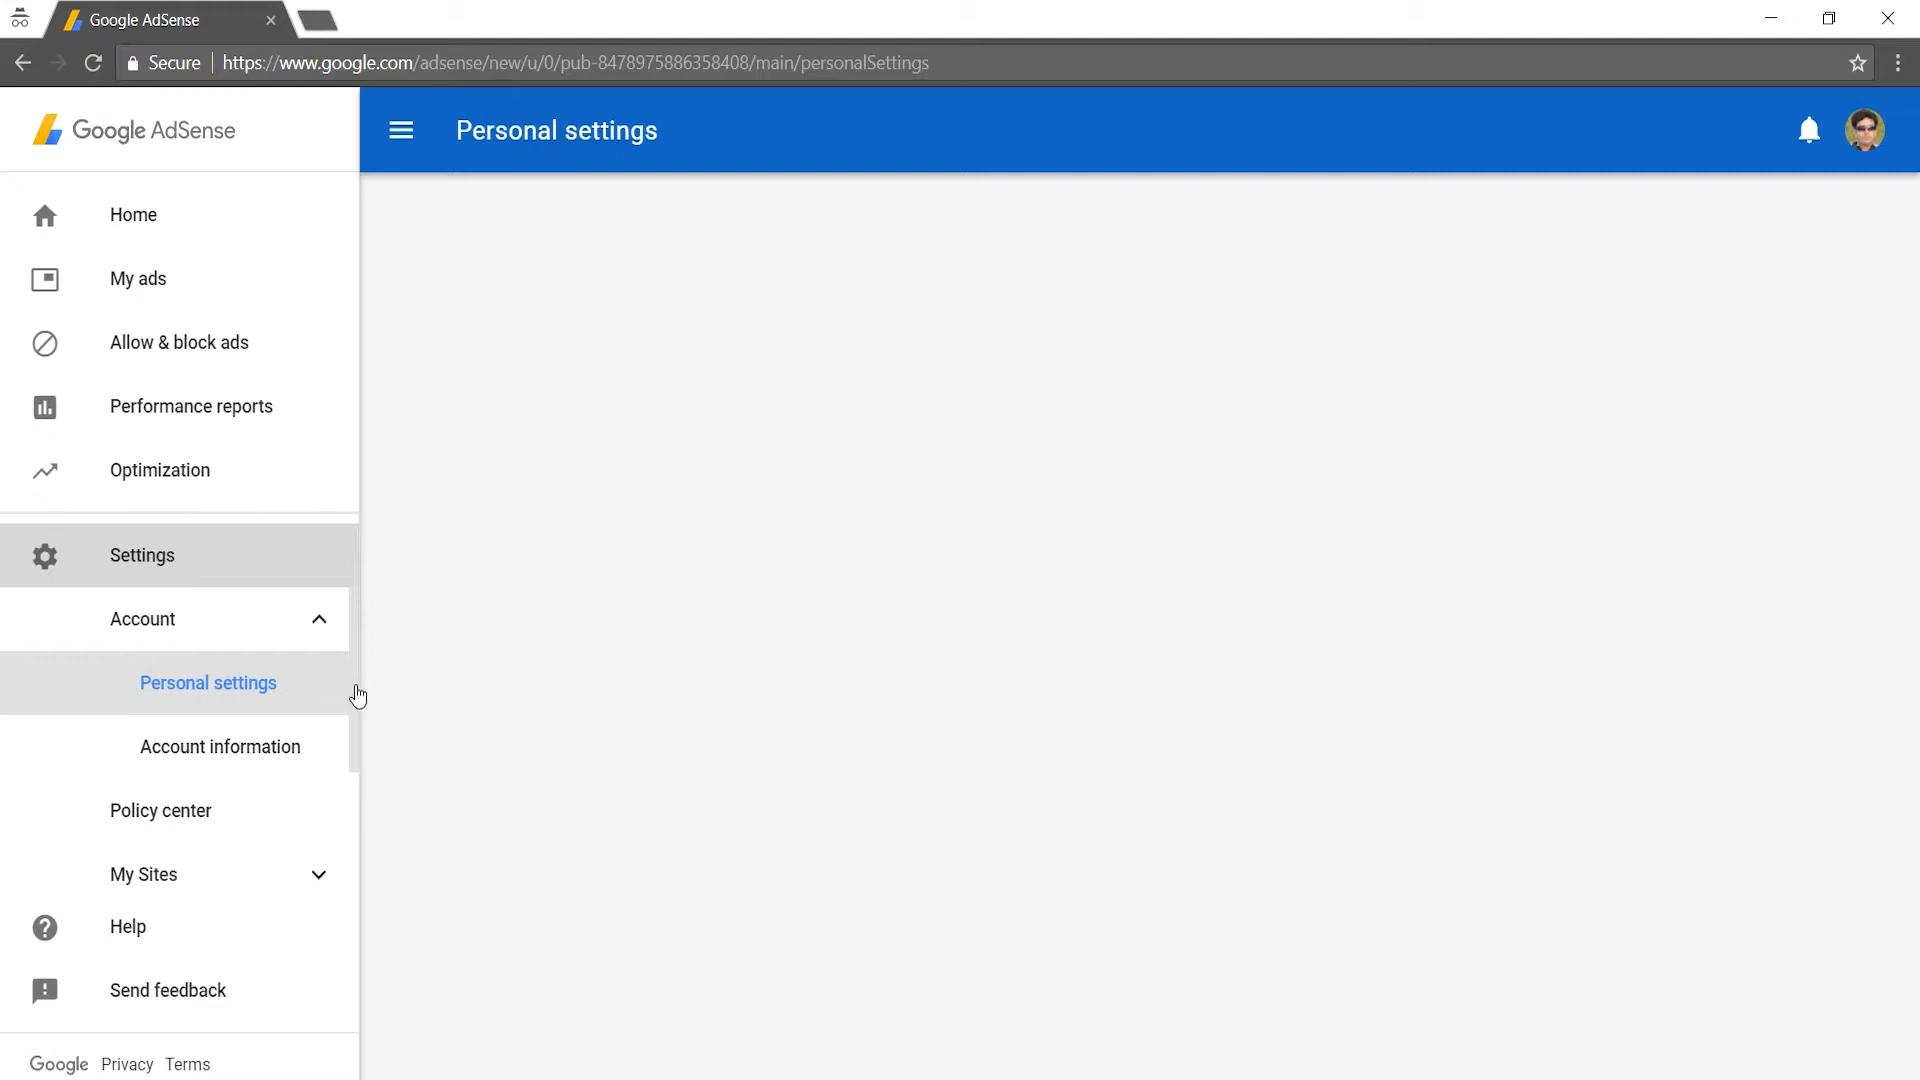 Google AdSense
Secure https://www.google.com/adsense/new/u/0/pub-8478975886358408/main/personalSettings
Google AdSense
Personal settings
Home
My ads
Allow & block ads
Performance reports
Optimization
Settings
Account
Personal settings
Account information
Policy center
My Sites
Help
Send feedback
Google Privacy Terms